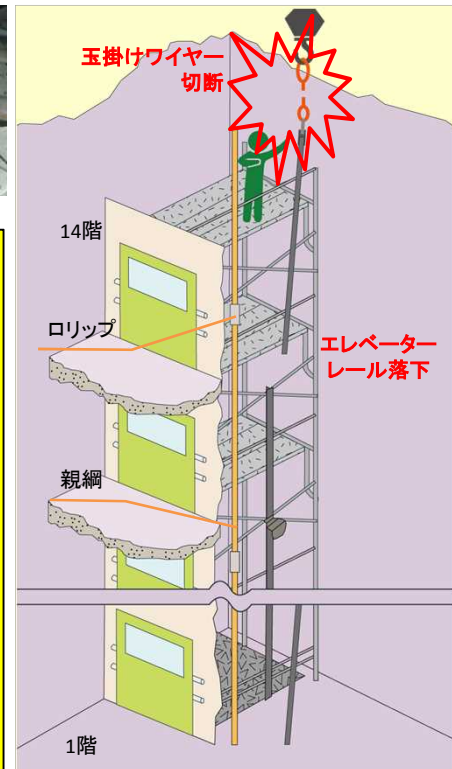 玉掛けワイヤー
切断
14階
ロリップ
エレベーター
レール落下
親綱
1階